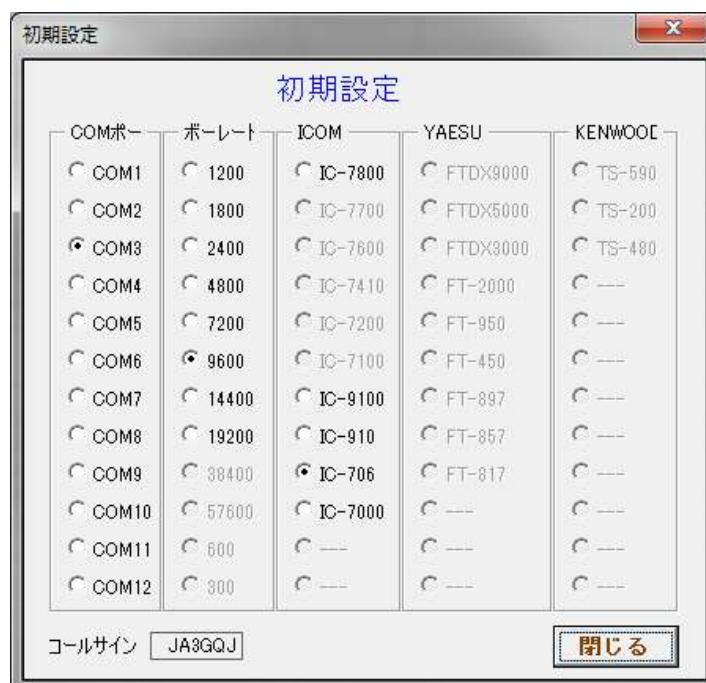 初期設定
初期設定
COMポー ボーレート ICOM YAESU KENWOOD
COM1 1200 IC-7800 FTDX9000 TS-590
COM2 1800 IC-7700 FTDX5000 TS-200
COM3 2400 IC-7600 FTDX3000 TS-480
COM4 4800 IC-7410 FT-2000 ---
COM5 7200 IC-7200 FT-950 ---
COM6 9600 IC-7100 FT-450 ---
COM7 14400 IC-9100 FT-897 ---
COM8 19200 IC-910 FT-857 ---
COM9 38400 IC-706 FT-817 ---
COM10 57600 IC-7000 --- ---
COM11 600 --- --- ---
COM12 300 --- --- ---
コールサイン JA3GQJ 閉じる